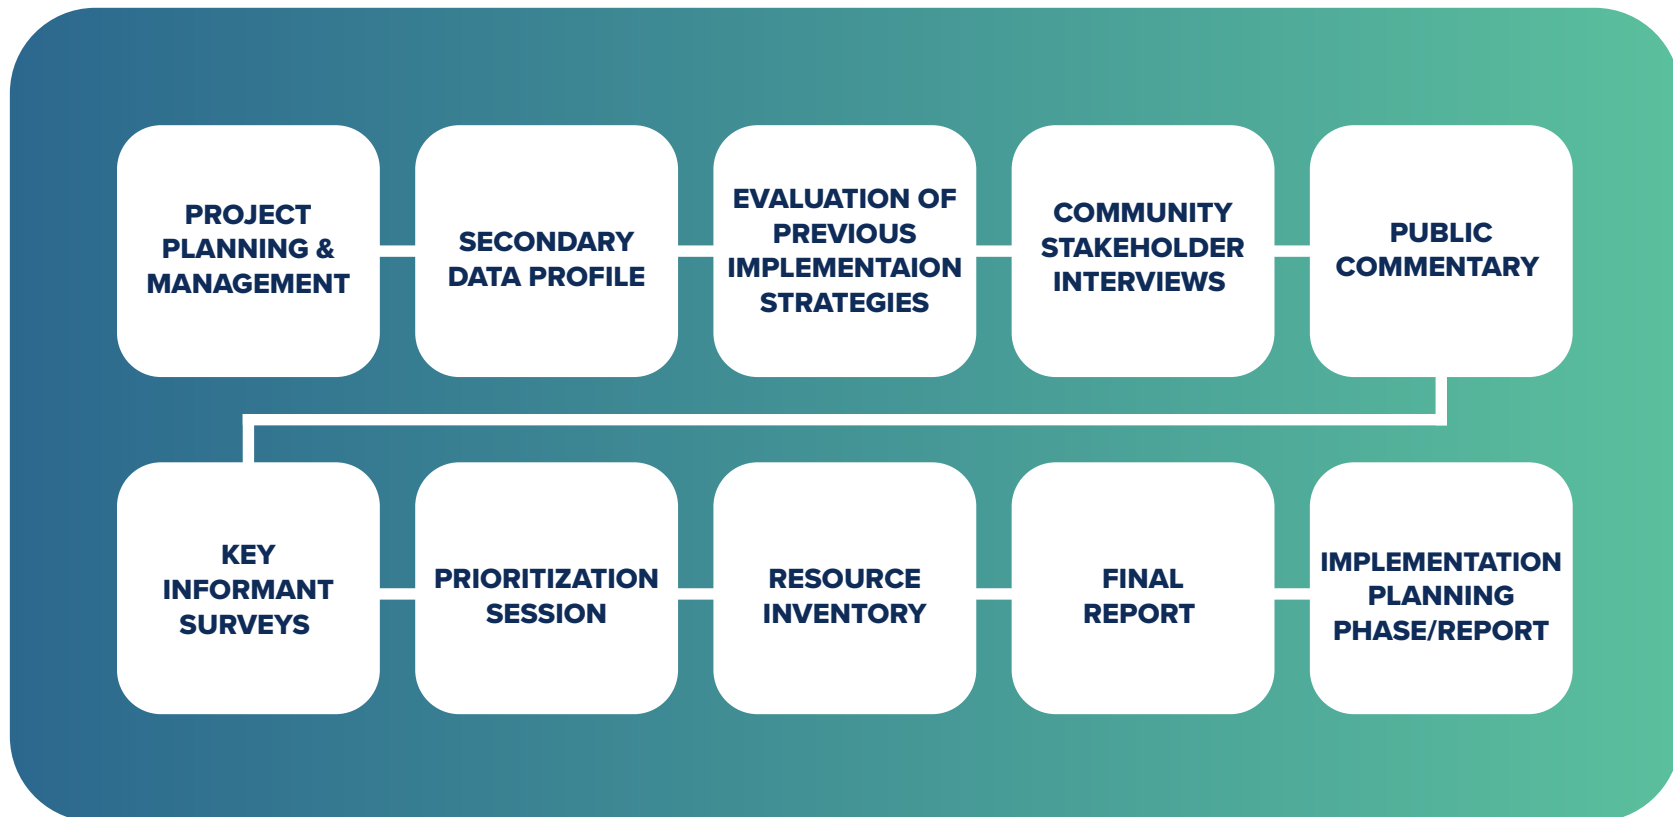 PROJECT
PLANNING &
MANAGEMENT
SECONDARY
DATA PROFILE
EVALUATION OF
PREVIOUS
IMPLEMENTAION
STRATEGIES
COMMUNITY
STAKEHOLDER
INTERVIEWS
PUBLIC
COMMENTARY
KEY
INFORMANT
SURVEYS
PRIORITIZATION
SESSION
RESOURCE
INVENTORY
FINAL
REPORT
IMPLEMENTATION
PLANNING
PHASE/REPORT